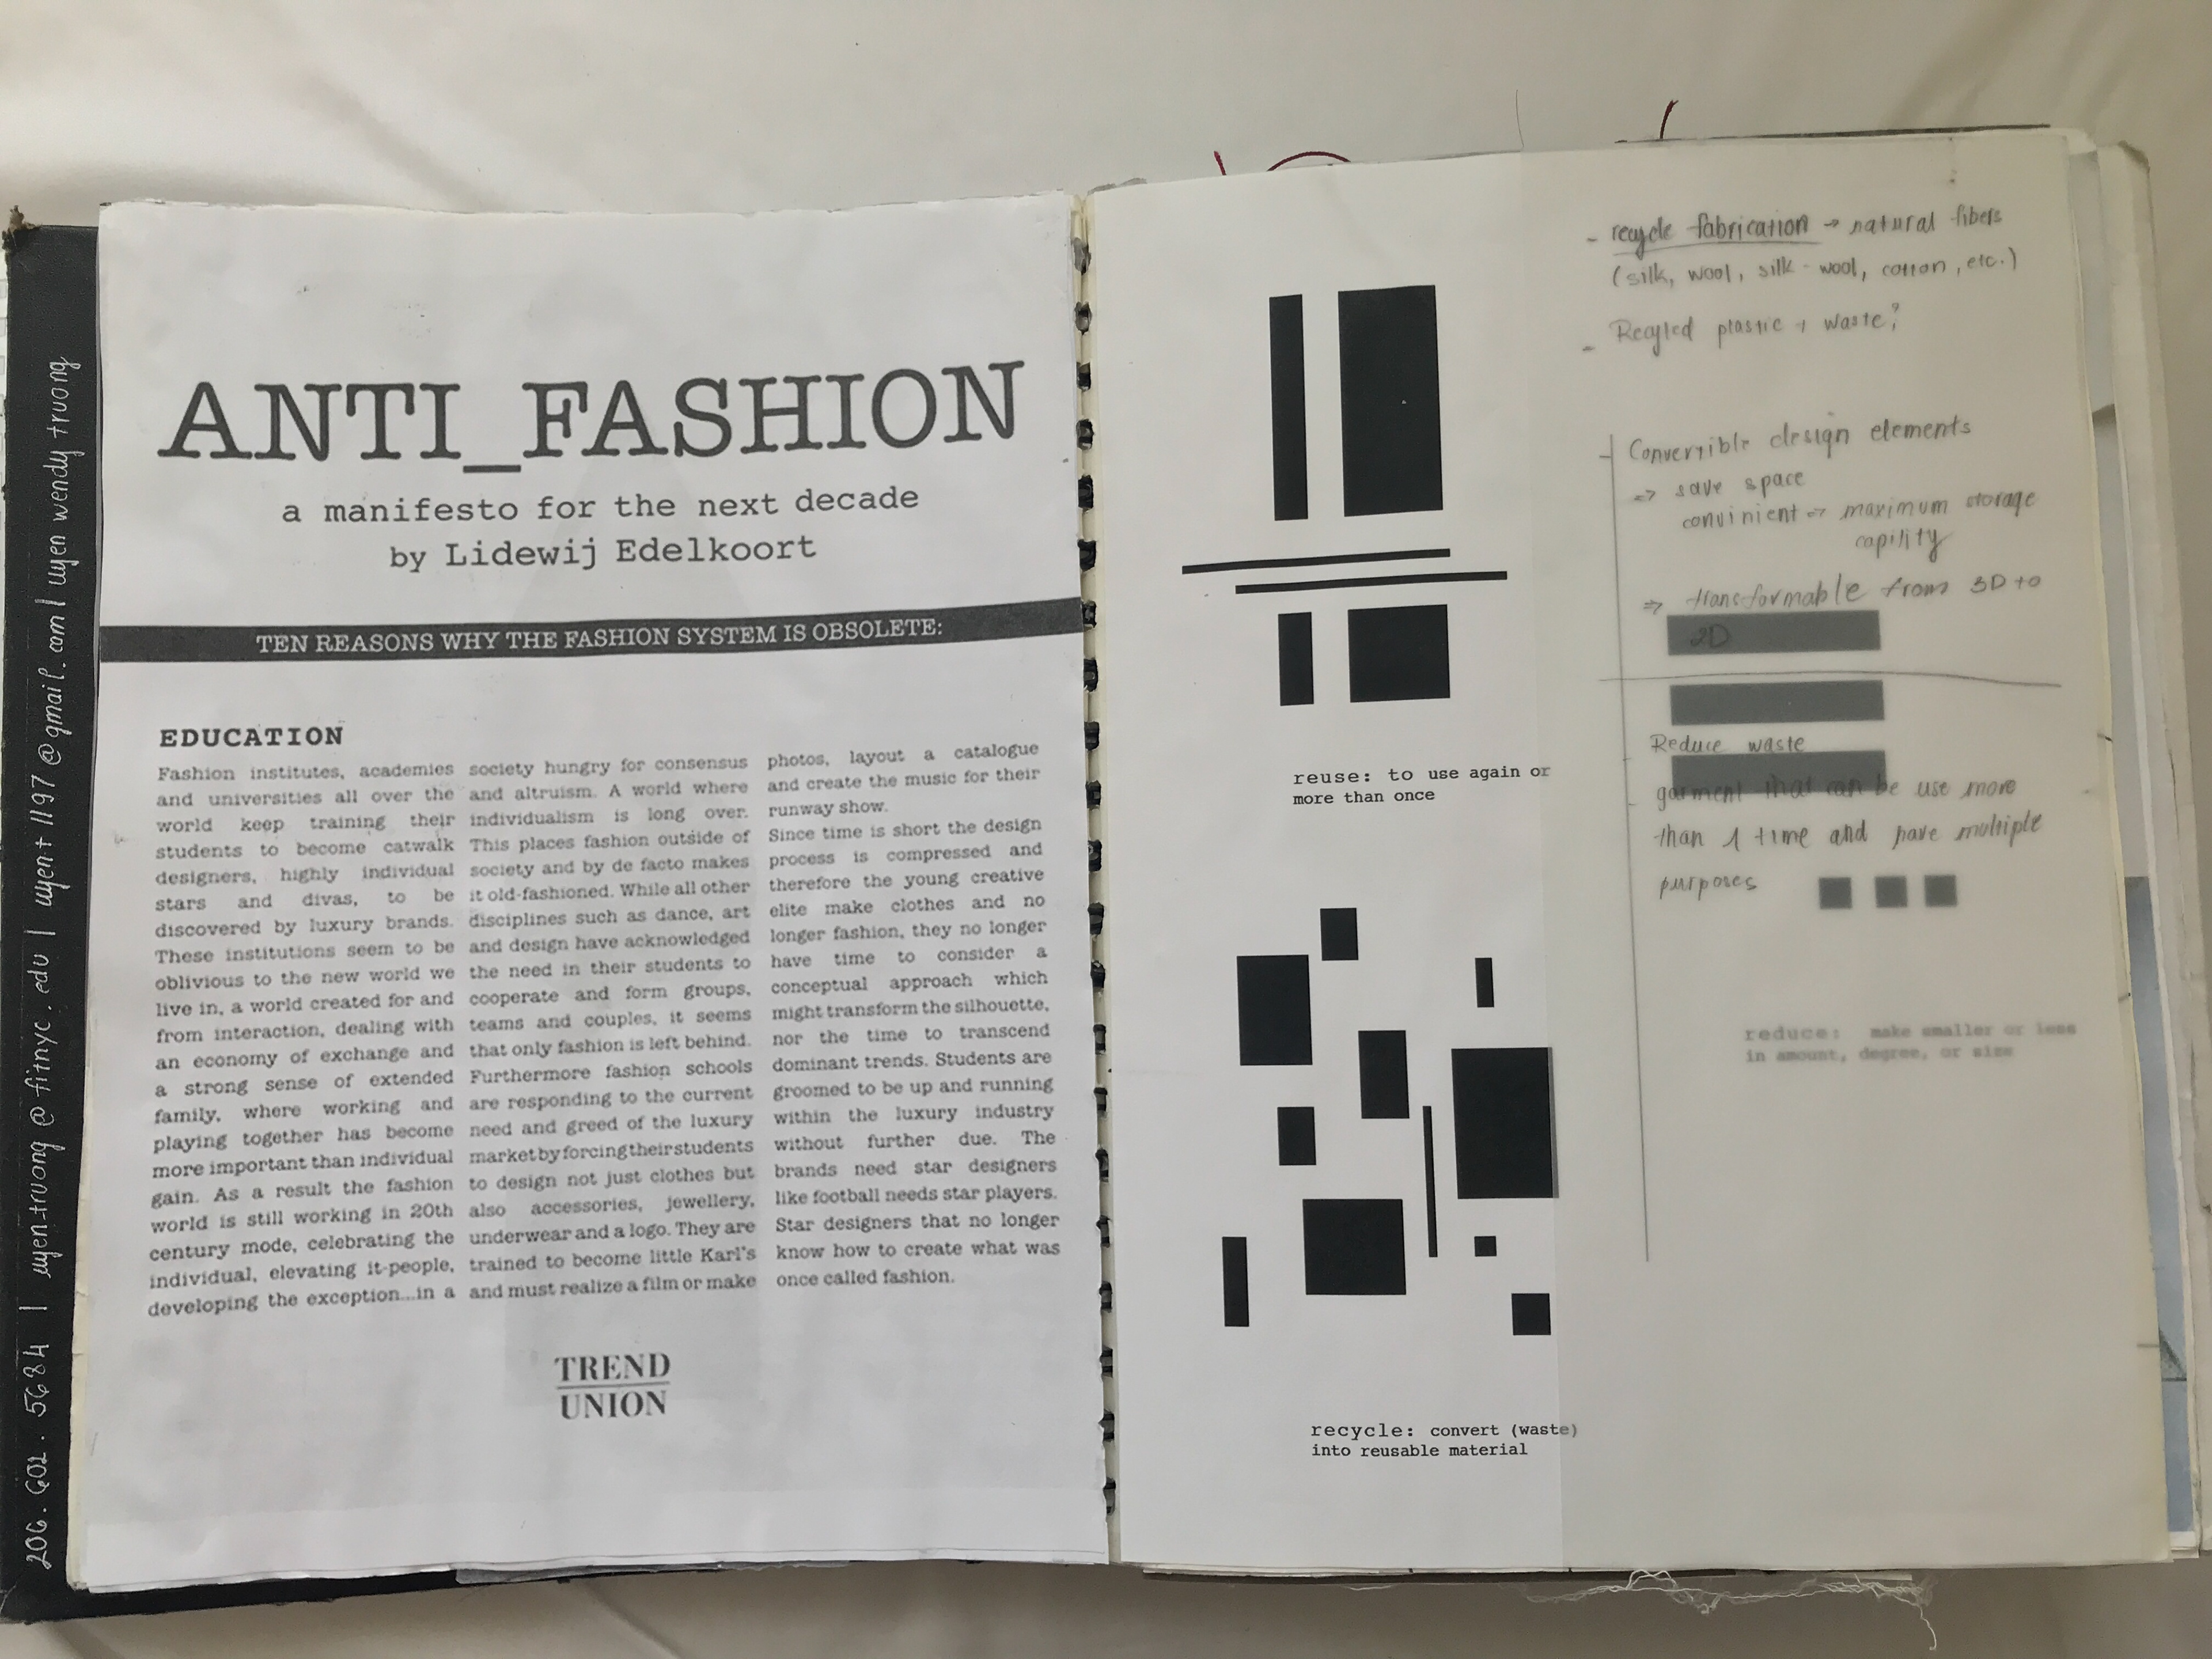 206.602.5684 | uyen-truong@fitnyc.edu | uyent1197@gmail.com | uyen wendy truong
ANTI_FASHION
a manifesto for the next decade
by Lidewij Edelkoort
TEN REASONS WHY THE FASHION SYSTEM IS OBSOLETE:
EDUCATION
Fashion institutes, academies
and universities all over the
world keep training their
students to become catwalk
designers, highly individual
stars and divas, to be
discovered by luxury brands.
These institutions seem to be
oblivious to the new world we
live in, a world created for and
from interaction, dealing with
an economy of exchange and
a strong sense of extended
family, where working and
playing together has become
more important than individual
gain. As a result the fashion
world is still working in 20th
century mode, celebrating the
individual, elevating it-people,
developing the exception...in a
society hungry for consensus
and altruism. A world where
individualism is long over.
This places fashion outside of
society and by de facto makes
it old-fashioned. While all other
disciplines such as dance, art
and design have acknowledged
the need in their students to
cooperate and form groups,
teams and couples, it seems
that only fashion is left behind.
Furthermore fashion schools
are responding to the current
need and greed of the luxury
market by forcing their students
to design not just clothes but
also accessories, jewellery,
underwear and a logo. They are
trained to become little Karl's
and must realize a film or make
photos, layout a catalogue
and create the music for their
runway show.
Since time is short the design
process is compressed and
therefore the young creative
elite make clothes and no
longer fashion, they no longer
have time to consider a
conceptual approach which
might transform the silhouette,
nor the time to transcend
dominant trends. Students are
groomed to be up and running
within the luxury industry
without further due. The
brands need star designers
like football needs star players.
Star designers that no longer
know how to create what was
once called fashion.
TREND
UNION
reuse: to use again or
more than once
recycle: convert (waste)
into reusable material
- recycle fabrication → natural fibers
(silk, wool, silk-wool, cotton, etc.)
- Recycled plastic + waste?
- Convertible design elements
⇒ save space
convinient ⇒ maximum storage
capility
⇒ transformable from 3D to
2D
Reduce waste
garment that can be use more
than 1 time and have multiple
purposes
reduce: make smaller or less
in amount, degree, or size